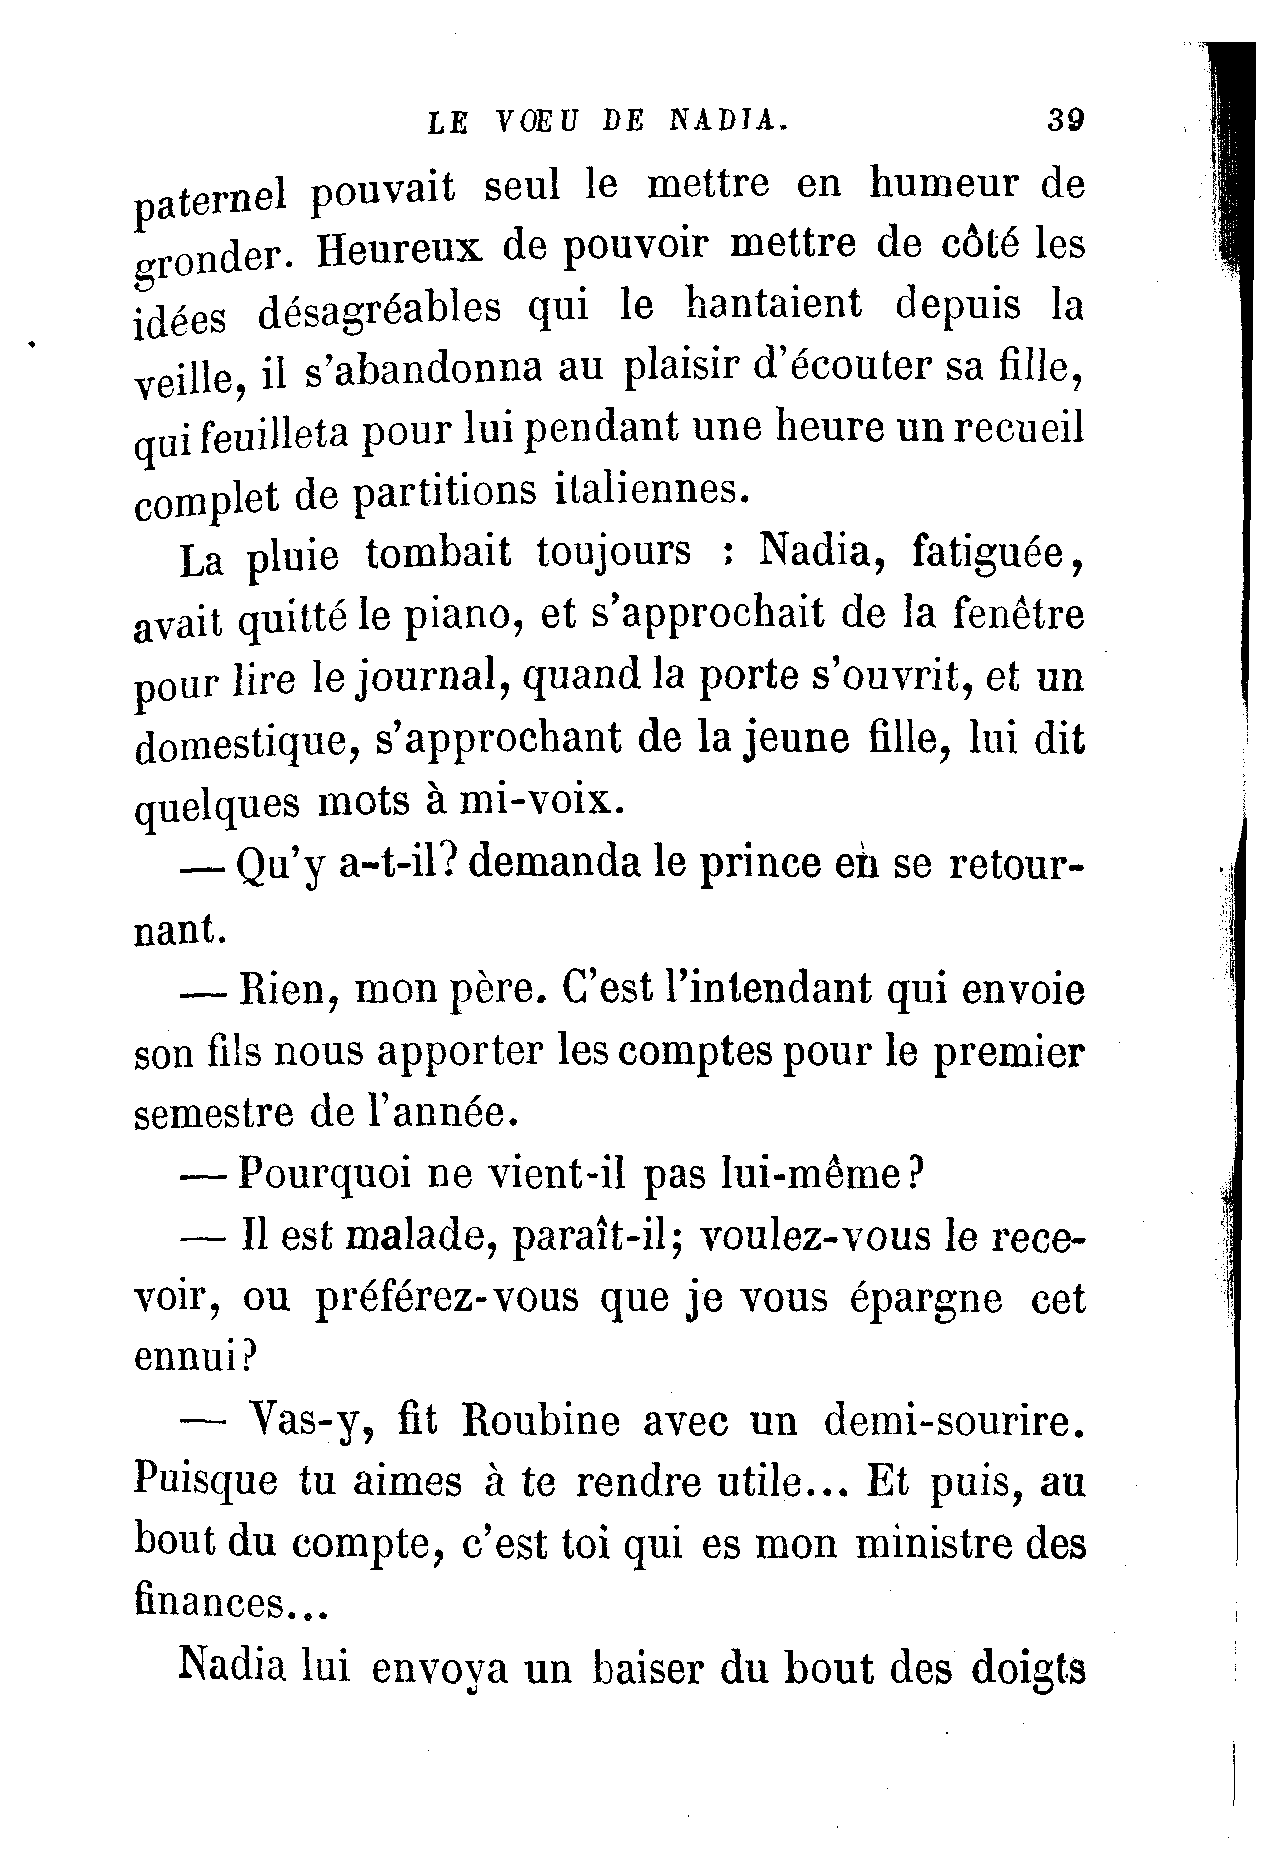 LE VŒU DE NADIA. 39
paternel pouvait seul le mettre en humeur de
gronder. Heureux de pouvoir mettre de côté les
idées désagréables qui le hantaient depuis la
veille, il s'abandonna au plaisir d'écouter sa fille,
qui feuilleta pour lui pendant une heure un recueil
complet de partitions italiennes.
La pluie tombait toujours : Nadia, fatiguée,
avait quitté le piano, et s'approchait de la fenêtre
pour lire le journal, quand la porte s'ouvrit, et un
domestique, s'approchant de la jeune fille, lui dit
quelques mots à mi-voix.
— Qu'y a-t-il? demanda le prince en se retour-
nant.
— Rien, mon père. C'est l'intendant qui envoie
son fils nous apporter les comptes pour le premier
semestre de l'année.
— Pourquoi ne vient-il pas lui-même?
— Il est malade, paraît-il; voulez-vous le rece-
voir, ou préférez-vous que je vous épargne cet
ennui?
— Vas-y, fit Roubine avec un demi-sourire.
Puisque tu aimes à te rendre utile... Et puis, au
bout du compte, c'est toi qui es mon ministre des
finances...
Nadia lui envoya un baiser du bout des doigts